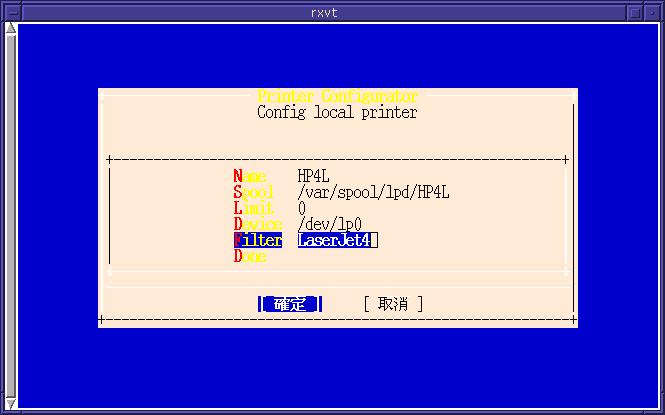 rxvt
Printer Configurator
Config local printer
Name HP4L
Spool /var/spool/lpd/HP4L
Limit 0
Device /dev/lp0
Filter LaserJet4
Done
[ 確定 ] [ 取消 ]